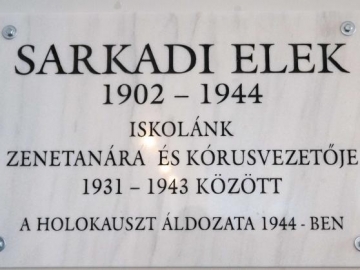 SARKADI ELEK
1902 – 1944
ISKOLÁNK
ZENETANÁRA ÉS KÓRUSVEZETŐJE
1931 – 1943 KÖZÖTT
A HOLOKAUSZT ÁLDOZATA 1944 - BEN